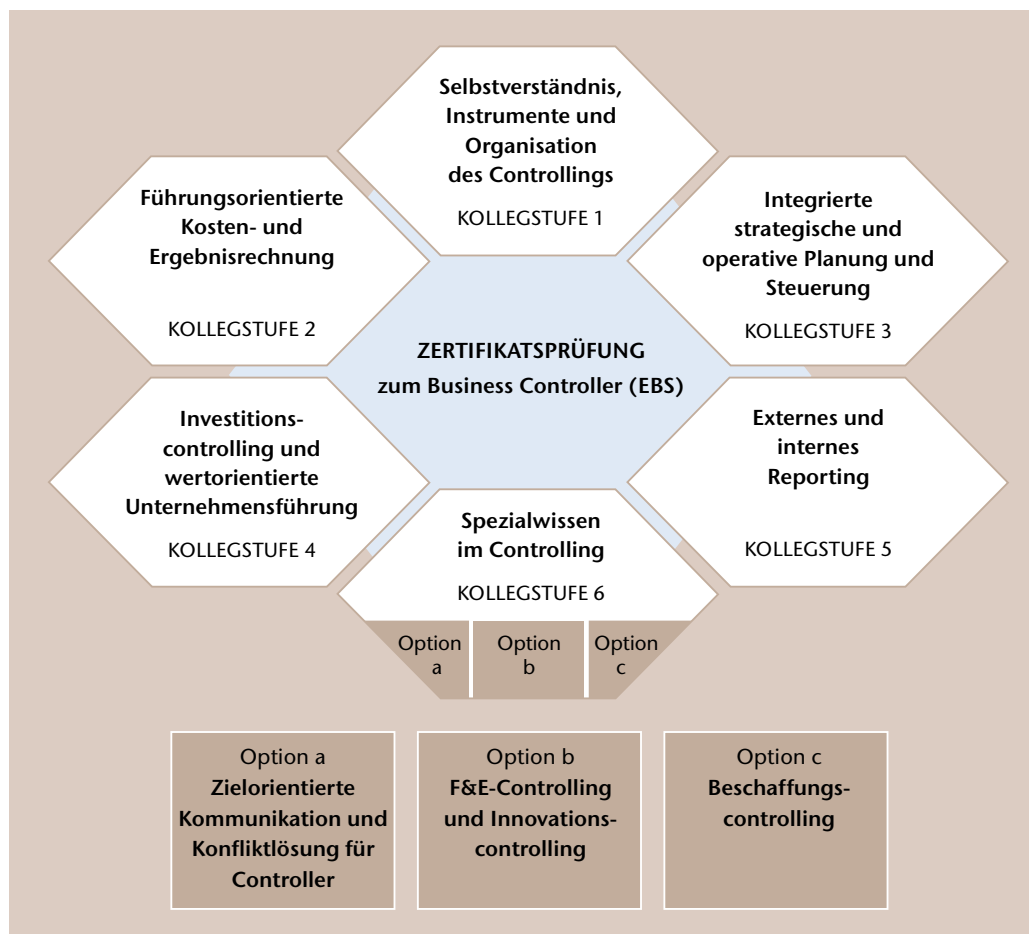 Selbstverständnis,
Instrumente und
Organisation
des Controllings
KOLLEGSTUFE 1
Führungsorientierte
Kosten- und
Ergebnisrechnung
KOLLEGSTUFE 2
Integrierte
strategische und
operative Planung und
Steuerung
KOLLEGSTUFE 3
ZERTIFIKATSPRÜFUNG
zum Business Controller (EBS)
Investitions-
controlling und
wertorientierte
Unternehmensführung
KOLLEGSTUFE 4
Externes und
internes
Reporting
KOLLEGSTUFE 5
Spezialwissen
im Controlling
KOLLEGSTUFE 6
Option
a
Option
b
Option
c
Option a
Zielorientierte
Kommunikation und
Konfliktlösung für
Controller
Option b
F&E-Controlling
und Innovations-
controlling
Option c
Beschaffungs-
controlling